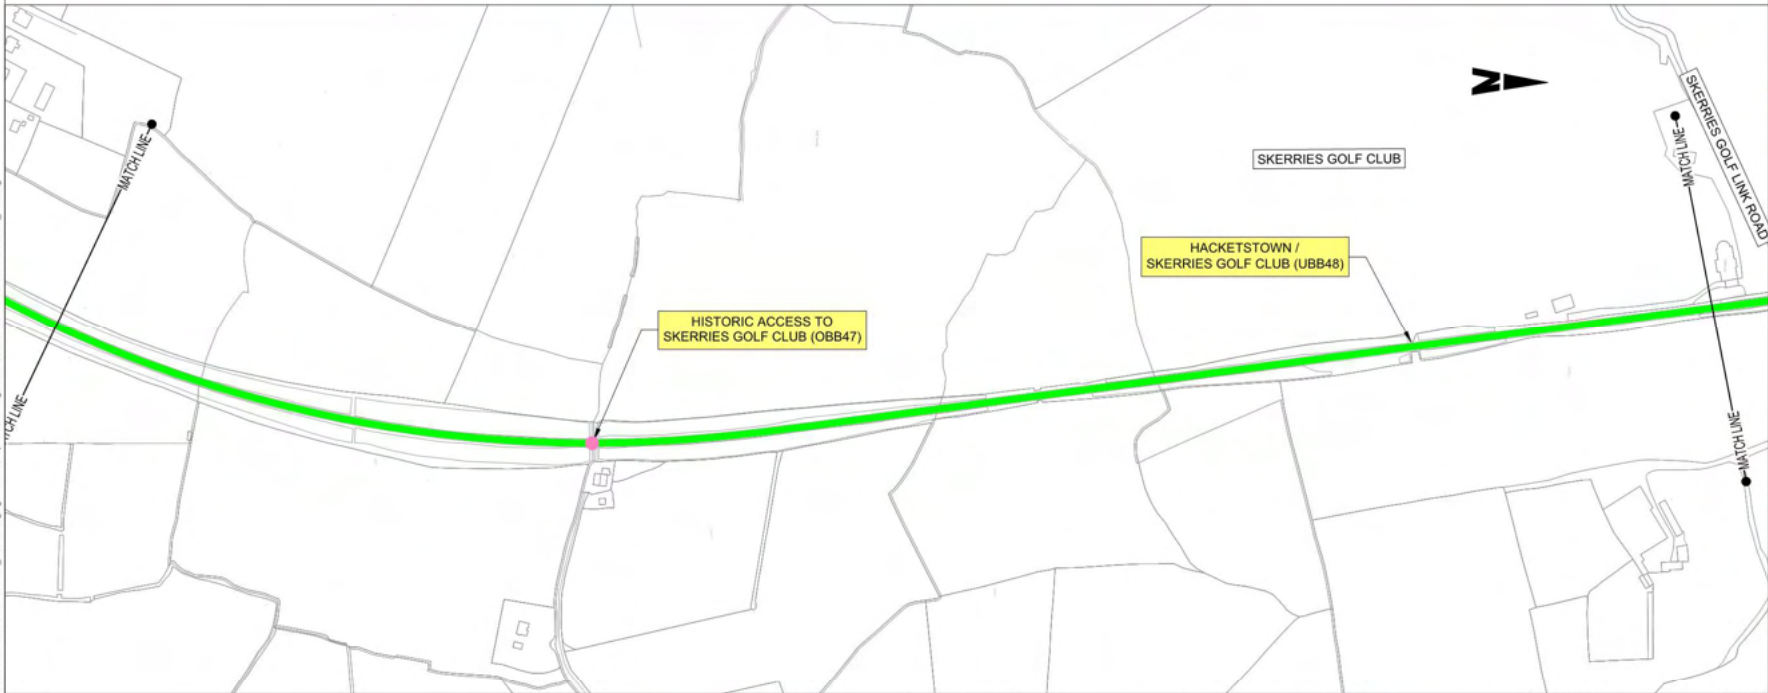 MATCH LINE
SKERRIES GOLF LINK ROAD
N
SKERRIES GOLF CLUB
MATCH LINE
HACKETSTOWN /
SKERRIES GOLF CLUB (UBB48)
HISTORIC ACCESS TO
SKERRIES GOLF CLUB (OBB47)
TCH LINE
MATCH LINE